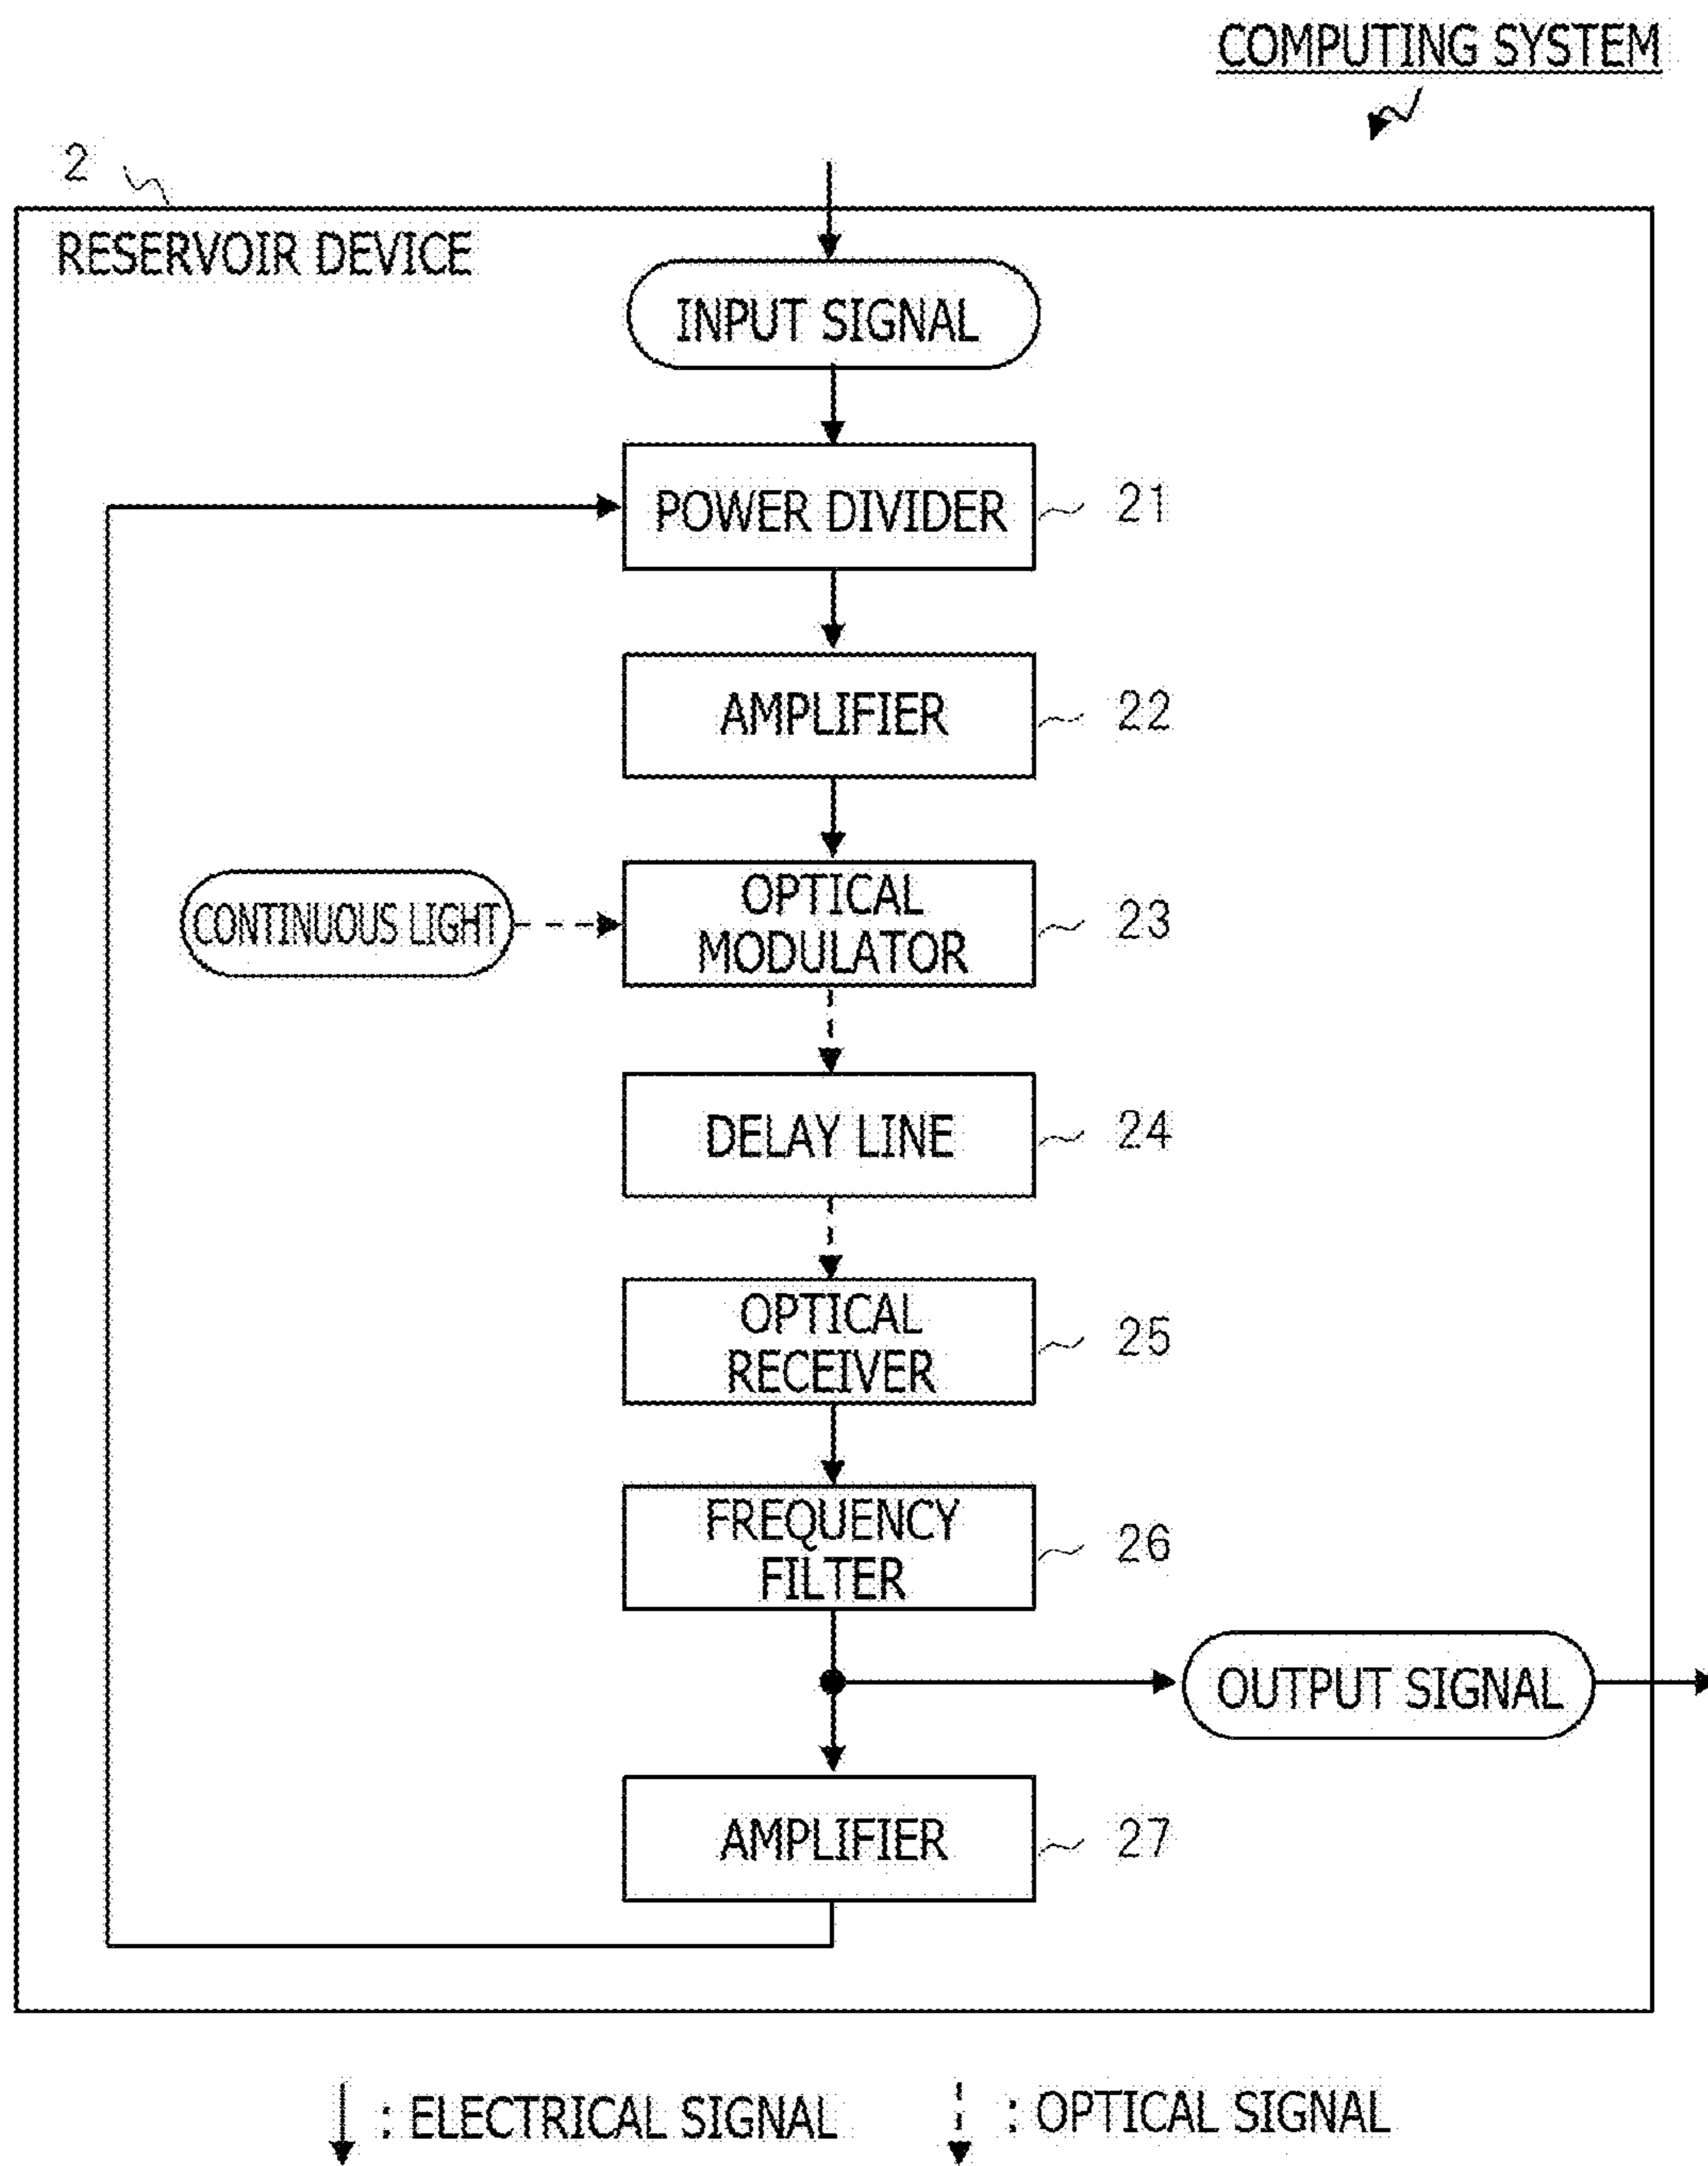 COMPUTING SYSTEM
2
RESERVOIR DEVICE
INPUT SIGNAL
POWER DIVIDER
21
AMPLIFIER
22
CONTINUOUS LIGHT
OPTICAL
MODULATOR
23
DELAY LINE
24
OPTICAL
RECEIVER
25
FREQUENCY
FILTER
26
OUTPUT SIGNAL
AMPLIFIER
27
: ELECTRICAL SIGNAL
: OPTICAL SIGNAL